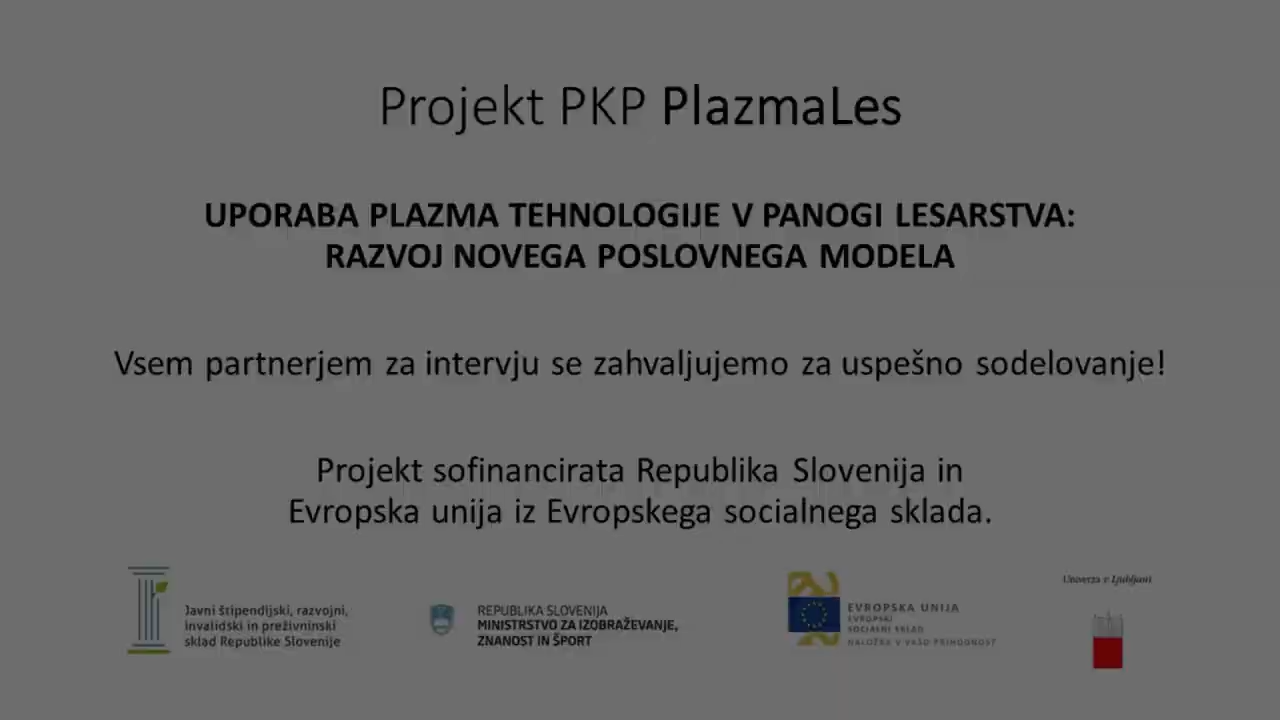 Projekt PKP PlazmaLes
UPORABA PLAZMA TEHNOLOGIJE V PANOGI LESARSTVA:
RAZVOJ NOVEGA POSLOVNEGA MODELA
Vsem partnerjem za intervju se zahvaljujemo za uspešno sodelovanje!
Projekt sofinancirata Republika Slovenija in
Evropska unija iz Evropskega socialnega sklada.
Javni štipendijski, razvojni,
invalidski in preživninski
sklad Republike Slovenije
REPUBLIKA SLOVENIJA
MINISTRSTVO ZA IZOBRAŽEVANJE,
ZNANOST IN ŠPORT
EVROPSKA UNIJA
EVROPSKI
SOCIALNI SKLAD
NALOŽBA V VAŠO PRIHODNOST
Univerza v Ljubljani